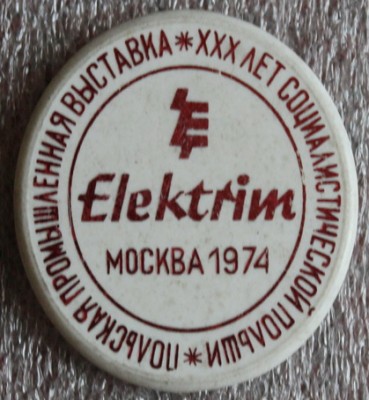 ПОЛЬСКАЯ ПРОМЫШЛЕННАЯ ВЫСТАВКА * XXX ЛЕТ СОЦИАЛИСТИЧЕСКОЙ ПОЛЬШИ *
Elektrim
МОСКВА 1974